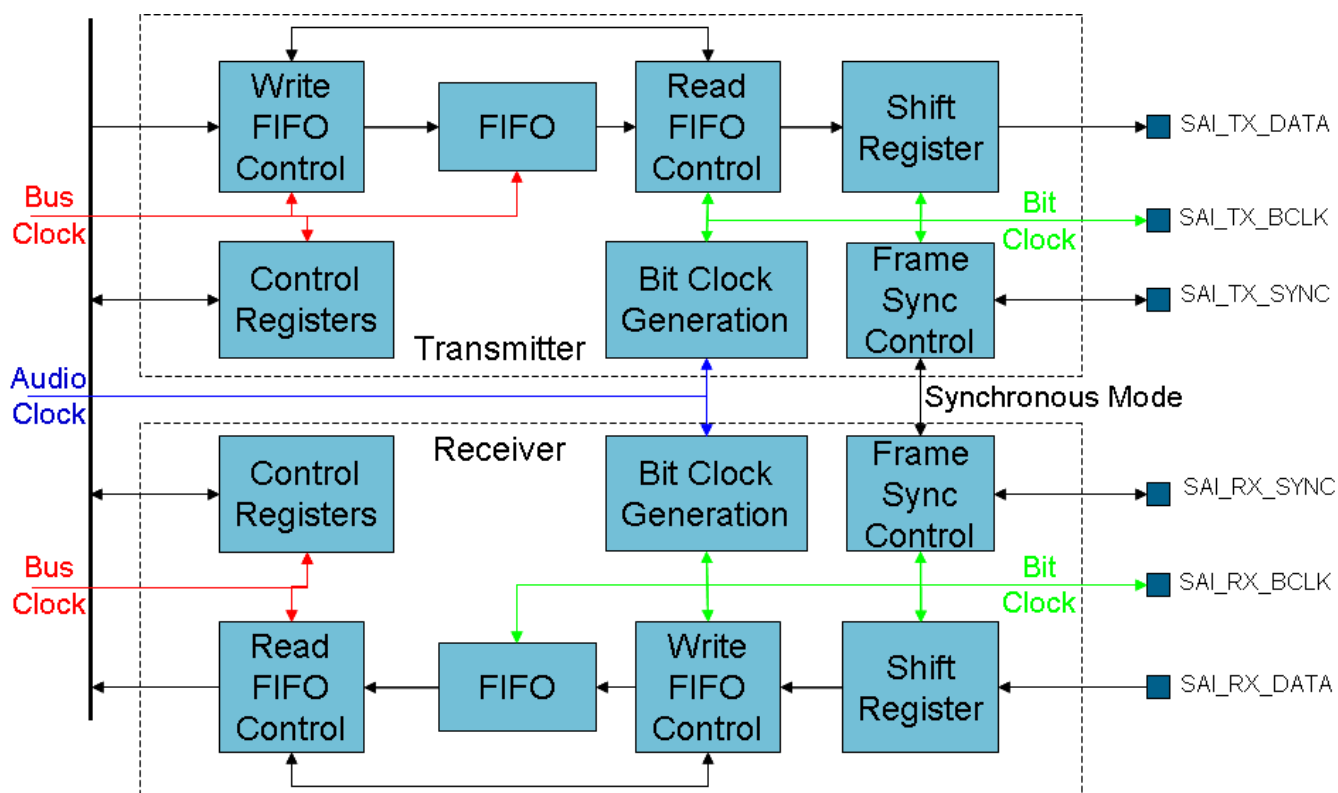 Write
FIFO
Control
FIFO
Read
FIFO
Control
Shift
Register
SAI_TX_DATA
Bus
Clock
Bit
Clock
SAI_TX_BCLK
Control
Registers
Bit Clock
Generation
Frame
Sync
Control
SAI_TX_SYNC
Transmitter
Audio
Clock
Synchronous Mode
Receiver
Control
Registers
Bit Clock
Generation
Frame
Sync
Control
SAI_RX_SYNC
Bus
Clock
Bit
Clock
SAI_RX_BCLK
Read
FIFO
Control
FIFO
Write
FIFO
Control
Shift
Register
SAI_RX_DATA